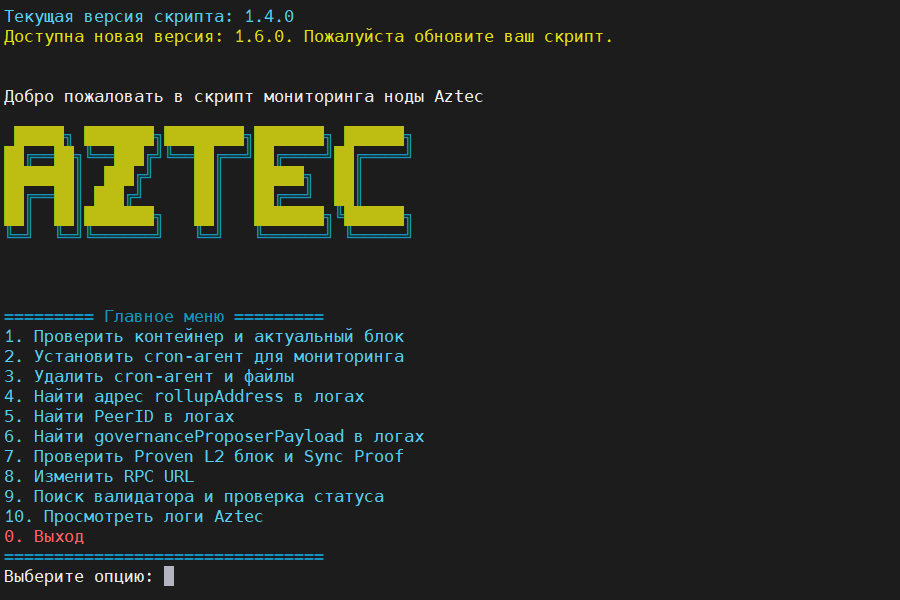 Текущая версия скрипта: 1.4.0
Доступна новая версия: 1.6.0. Пожалуйста обновите ваш скрипт.
Добро пожаловать в скрипт мониторинга ноды Aztec
AZTEC
========= Главное меню =========
1. Проверить контейнер и актуальный блок
2. Установить cron-агент для мониторинга
3. Удалить cron-агент и файлы
4. Найти адрес rollupAddress в логах
5. Найти PeerID в логах
6. Найти governanceProposerPayload в логах
7. Проверить Proven L2 блок и Sync Proof
8. Изменить RPC URL
9. Поиск валидатора и проверка статуса
10. Просмотреть логи Aztec
0. Выход
================================
Выберите опцию: